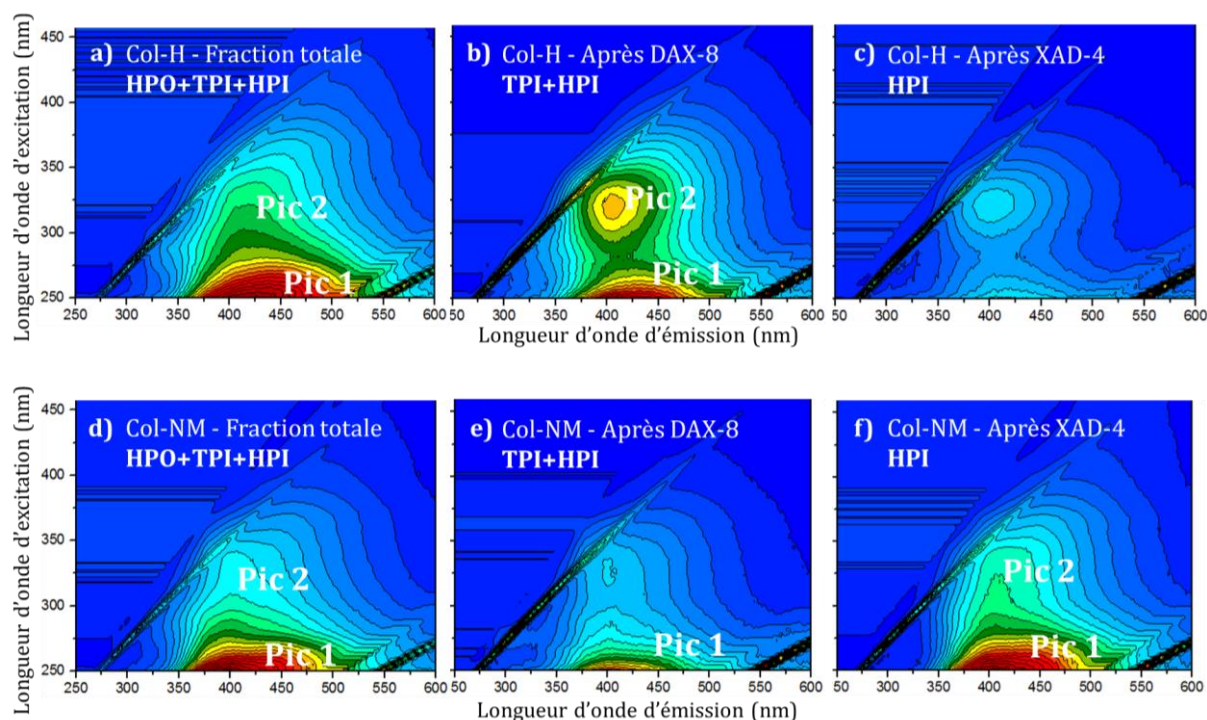 Longueur d'onde d'excitation (nm)
450
400
350
300
250
a) Col-H - Fraction totale
HPO+TPI+HPI
Pic 2
Pic 1
250 300 350 400 450 500 550 600
b) Col-H - Après DAX-8
TPI+HPI
Pic 2
Pic 1
250 300 350 400 450 500 550 600
c) Col-H - Après XAD-4
HPI
250 300 350 400 450 500 550 600
Longueur d'onde d'émission (nm)
Longueur d'onde d'excitation (nm)
450
400
350
300
250
d) Col-NM - Fraction totale
HPO+TPI+HPI
Pic 2
Pic 1
250 300 350 400 450 500 550 600
e) Col-NM - Après DAX-8
TPI+HPI
Pic 1
50 300 350 400 450 500 550 600
f) Col-NM - Après XAD-4
HPI
Pic 2
Pic 1
50 300 350 400 450 500 550 600
Longueur d'onde d'émission (nm)